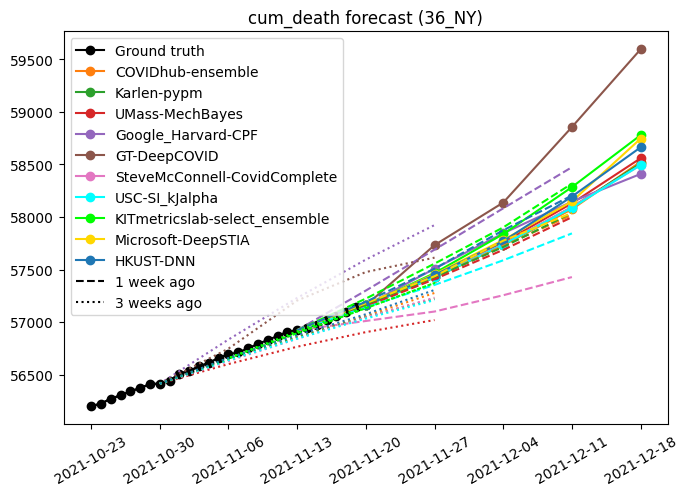 cum_death forecast (36_NY)
59500
59000
58500
58000
57500
57000
56500
Ground truth
COVIDhub-ensemble
Karlen-pypm
UMass-MechBayes
Google_Harvard-CPF
GT-DeepCOVID
SteveMcConnell-CovidComplete
USC-SI_kJalpha
KITmetricslab-select_ensemble
Microsoft-DeepSTIA
HKUST-DNN
1 week ago
3 weeks ago
2021-10-23
2021-10-30
2021-11-06
2021-11-13
2021-11-20
2021-11-27
2021-12-04
2021-12-11
2021-12-18